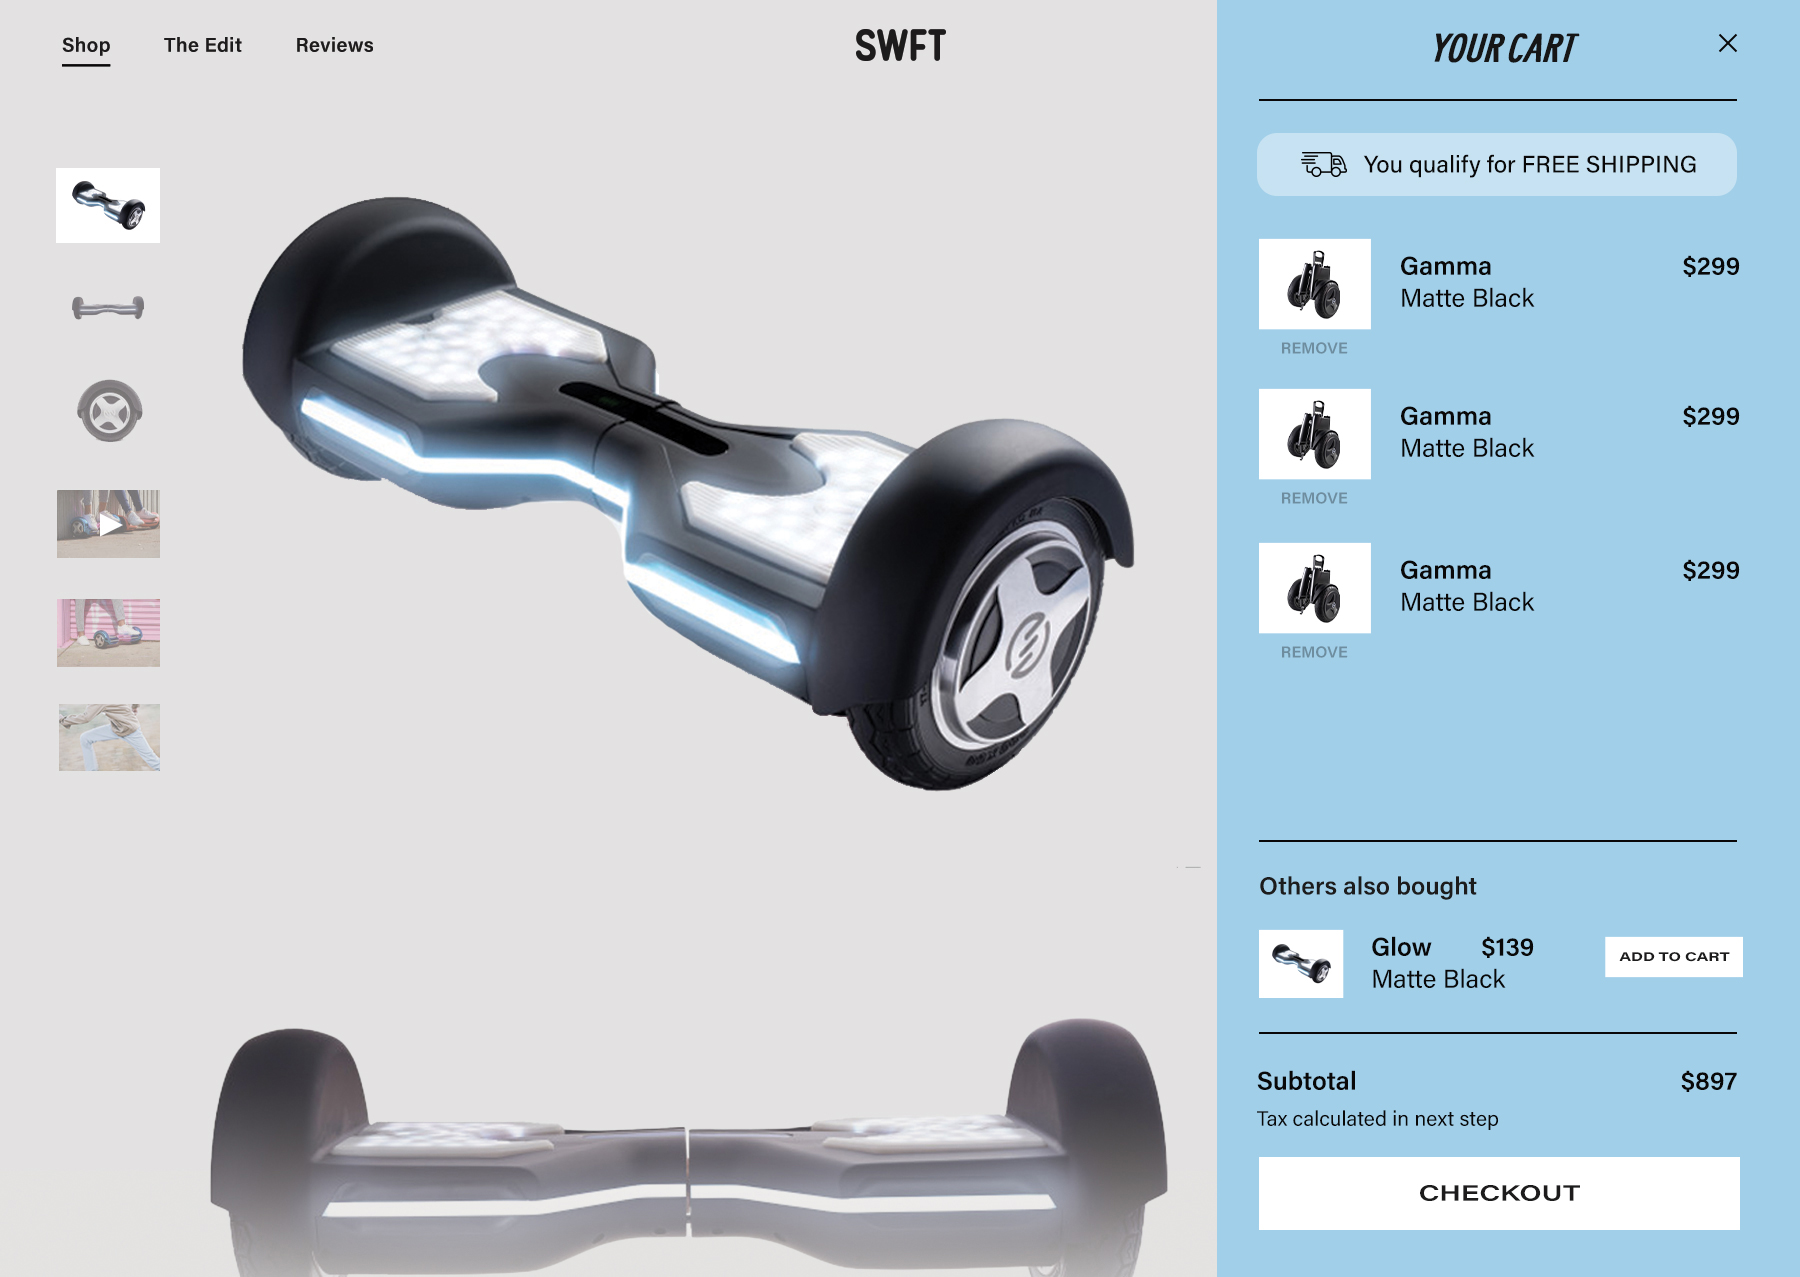 Shop
The Edit
Reviews
SWFT
YOUR CART
You qualify for FREE SHIPPING
Gamma
$299
Matte Black
REMOVE
Gamma
$299
Matte Black
REMOVE
Gamma
$299
Matte Black
REMOVE
Others also bought
Glow
$139
Matte Black
ADD TO CART
Subtotal
$897
Tax calculated in next step
CHECKOUT